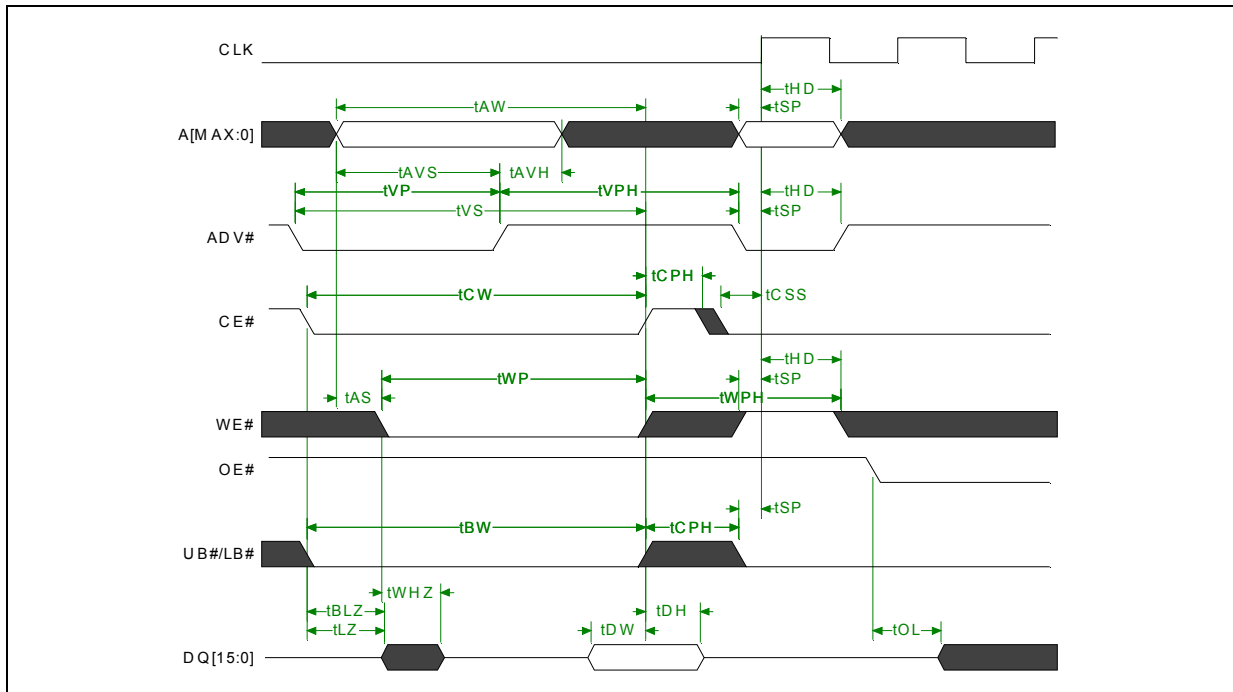 CLK
tHD
tAW
tSP
A[MAX:0]
tAVS
tAVH
tVP
tVPH
tHD
tVS
tSP
ADV#
tCPH
tCW
tCSS
CE#
tHD
tWP
tSP
tAS
tWPH
WE#
OE#
tSP
tBW
tCPH
UB#/LB#
tWHZ
tBLZ
tDH
tLZ
tDW
tOL
DQ[15:0]